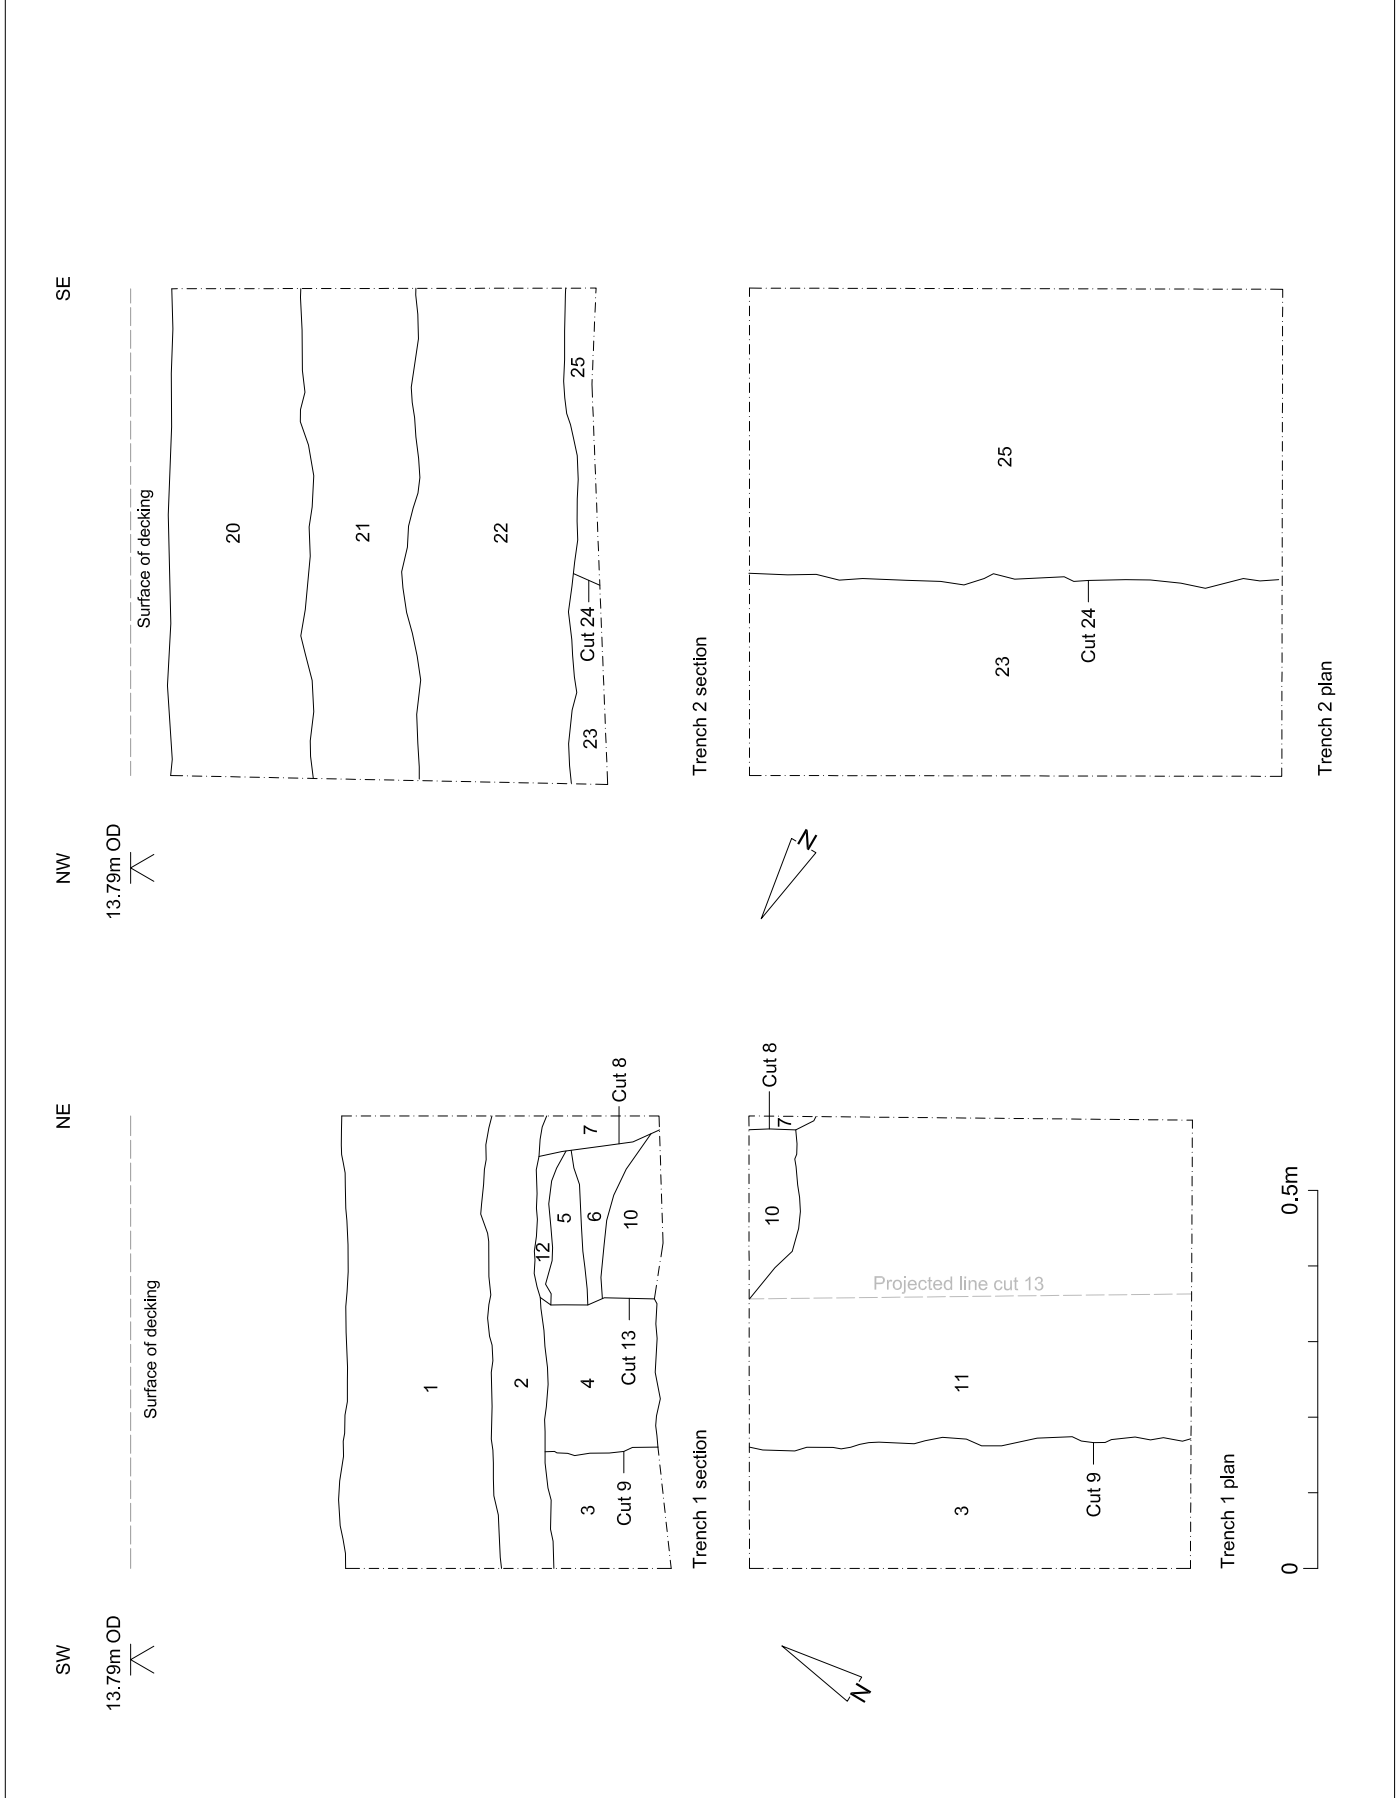 SW
NE
NW
SE
13.79m OD
13.79m OD
Surface of decking
Surface of decking
1
2
3
4
12
5
6
10
7
Cut 9
Cut 13
Cut 8
Trench 1 section
20
21
22
23
25
Cut 24
Trench 2 section
N
N
Cut 8
7
10
Projected line cut 13
3
11
Cut 9
Trench 1 plan
0
0.5m
23
25
Cut 24
Trench 2 plan